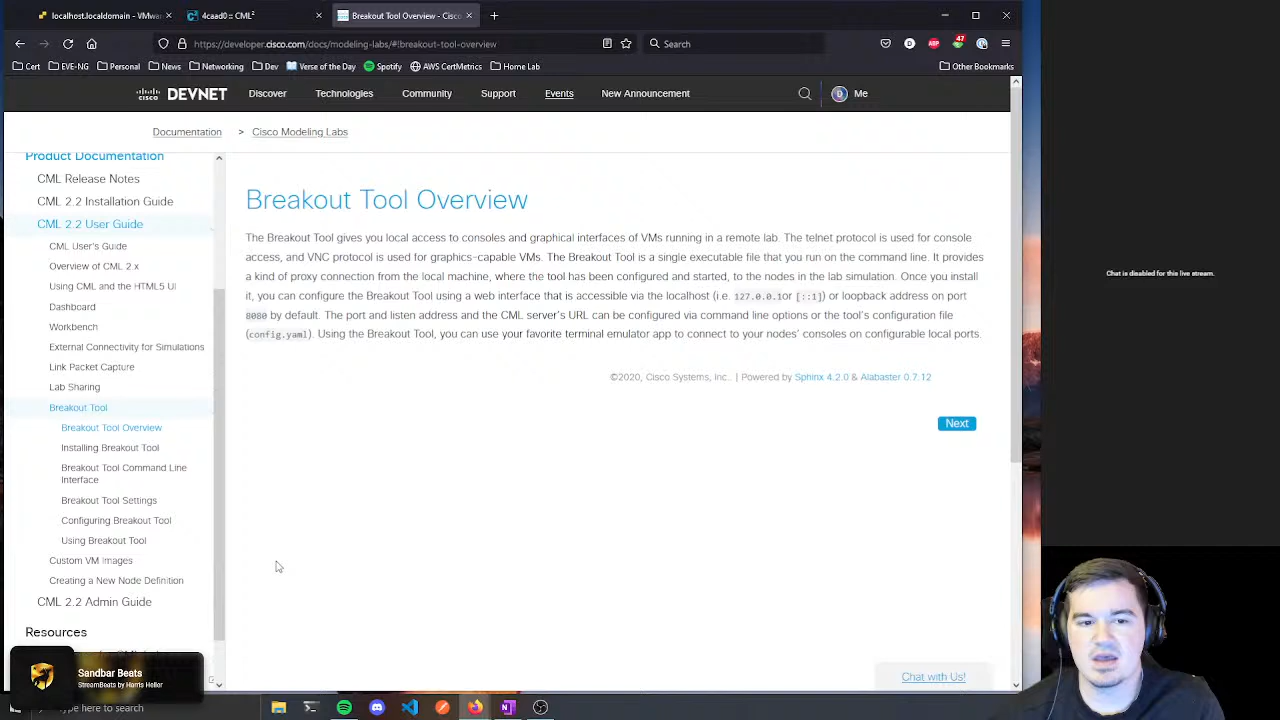 localhost.localdomain - VMwar
4caad0:: CML²
Breakout Tool Overview - Cisco
https://developer.cisco.com/docs/modeling-labs/#!breakout-tool-overview
Search
47
Cert
EVE-NG
Personal
News
Networking
Dev
Verse of the Day
Spotify
AWS CertMetrics
Home Lab
Other Bookmarks
cisco DEVNET
Discover
Technologies
Community
Support
Events
New Announcement
D
Me
Documentation > Cisco Modeling Labs
Product Documentation
CML Release Notes
CML 2.2 Installation Guide
CML 2.2 User Guide
CML User's Guide
Overview of CML 2.x
Using CML and the HTML5 UI
Dashboard
Workbench
External Connectivity for Simulations
Link Packet Capture
Lab Sharing
Breakout Tool
Breakout Tool Overview
Installing Breakout Tool
Breakout Tool Command Line
Interface
Breakout Tool Settings
Configuring Breakout Tool
Using Breakout Tool
Custom VM Images
Creating a New Node Definition
CML 2.2 Admin Guide
Resources
Breakout Tool Overview
The Breakout Tool gives you local access to consoles and graphical interfaces of VMs running in a remote lab. The telnet protocol is used for console
access, and VNC protocol is used for graphics-capable VMs. The Breakout Tool is a single executable file that you run on the command line. It provides
a kind of proxy connection from the local machine, where the tool has been configured and started, to the nodes in the lab simulation. Once you install
it, you can configure the Breakout Tool using a web interface that is accessible via the localhost (i.e. 127.0.0.1or [::1]) or loopback address on port
8080 by default. The port and listen address and the CML server's URL can be configured via command line options or the tool's configuration file
(config.yaml). Using the Breakout Tool, you can use your favorite terminal emulator app to connect to your nodes' consoles on configurable local ports.
©2020, Cisco Systems, Inc.. | Powered by Sphinx 4.2.0 & Alabaster 0.7.12
Next
Chat with Us!
Chat is disabled for this live stream.
Sandbar Beats
StreamBeats by Harris Heller
here to search